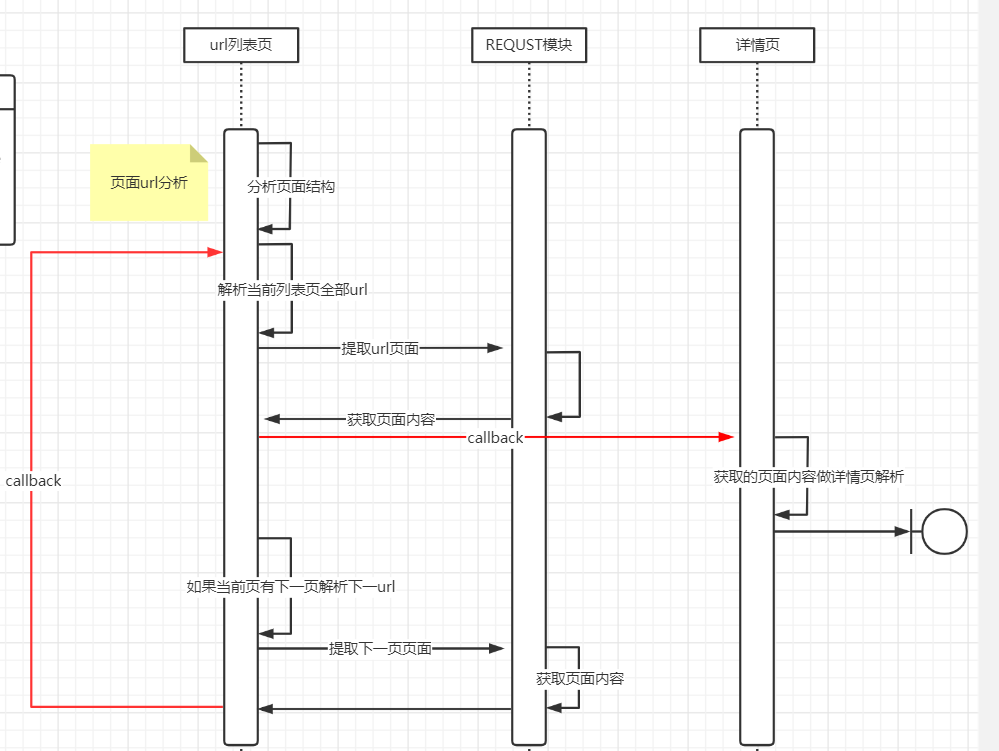 url列表页
REQUST模块
详情页
页面url分析
分析页面结构
解析当前列表页全部url
提取url页面
获取页面内容
callback
获取的页面内容做详情页解析
callback
如果当前页有下一页解析下一url
提取下一页页面
获取页面内容